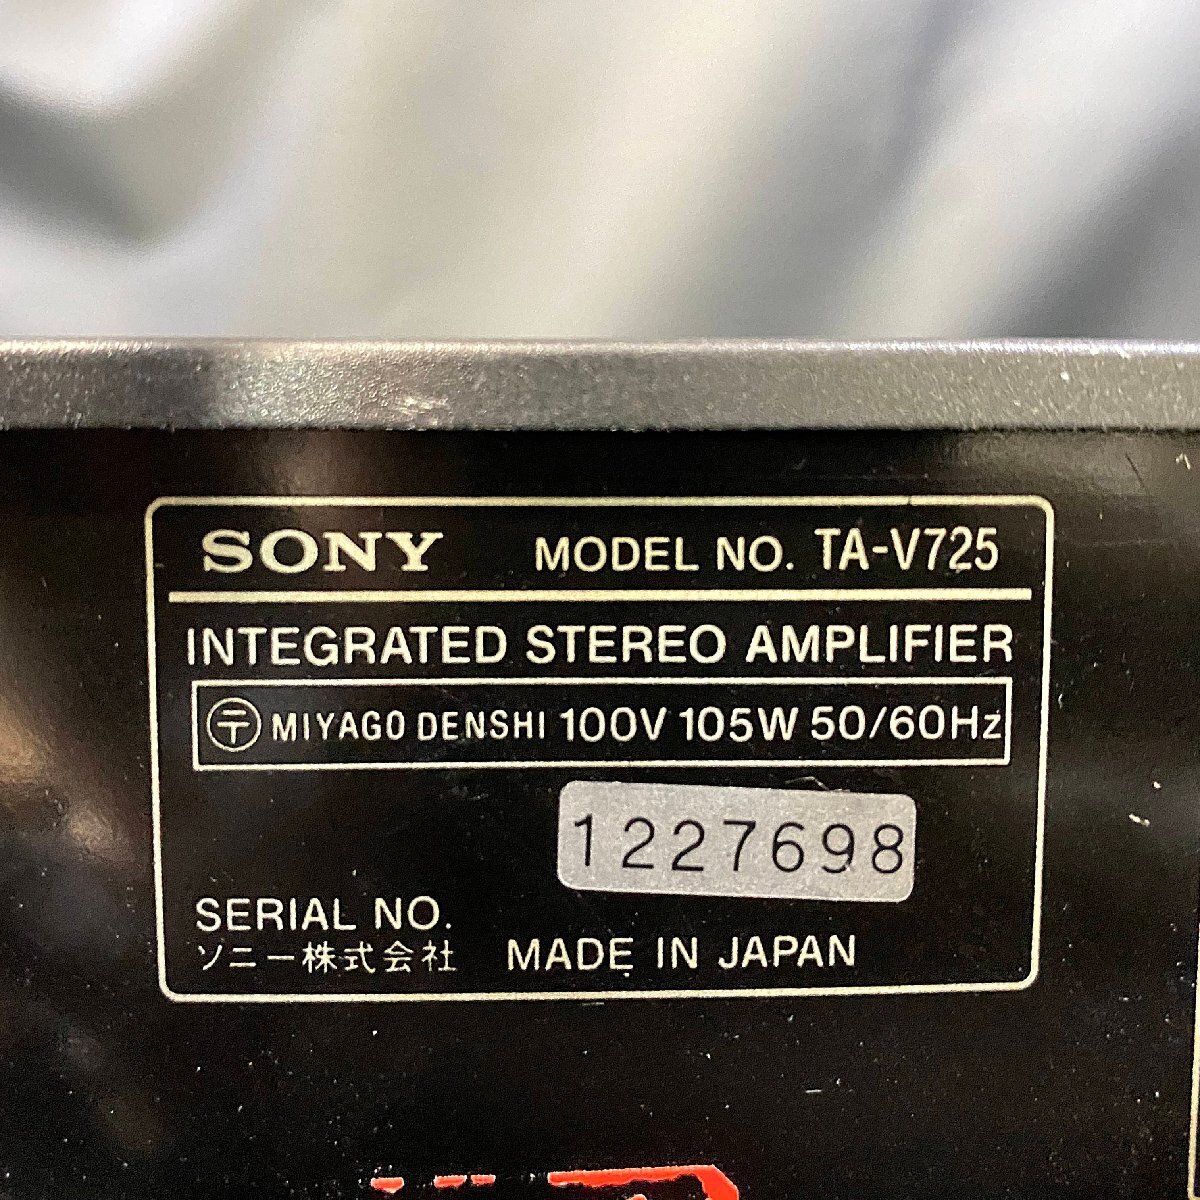 SONY MODEL NO. TA-V725
INTEGRATED STEREO AMPLIFIER
〒 MIYAGO DENSHI 100V 105W 50/60Hz
1227698
SERIAL NO.
ソニー株式会社 MADE IN JAPAN